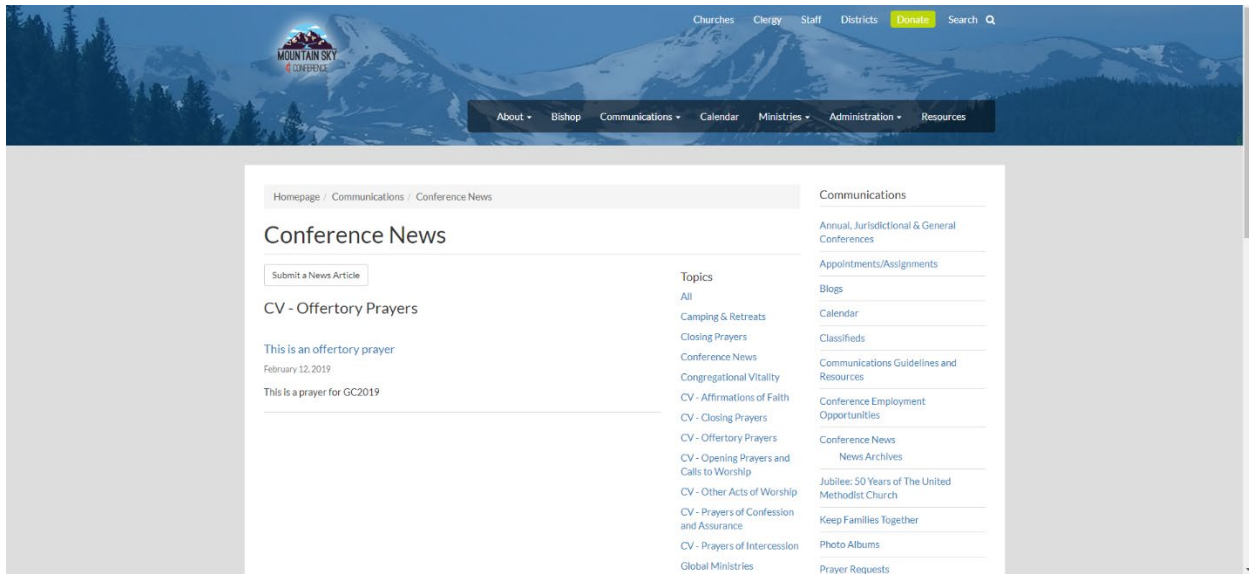 Churches Clergy Staff Districts Donate Search
MOUNTAIN SKY
CONFERENCE
About Bishop Communications Calendar Ministries Administration Resources
Homepage / Communications / Conference News
Conference News
Submit a News Article
CV - Offertory Prayers
This is an offertory prayer
February 12, 2019
This is a prayer for GC2019
Topics
All
Camping & Retreats
Closing Prayers
Conference News
Congregational Vitality
CV - Affirmations of Faith
CV - Closing Prayers
CV - Offertory Prayers
CV - Opening Prayers and
Calls to Worship
CV - Other Acts of Worship
CV - Prayers of Confession
and Assurance
CV - Prayers of Intercession
Global Ministries
Communications
Annual, Jurisdictional & General
Conferences
Appointments/Assignments
Blogs
Calendar
Classifieds
Communications Guidelines and
Resources
Conference Employment
Opportunities
Conference News
News Archives
Jubilee: 50 Years of The United
Methodist Church
Keep Families Together
Photo Albums
Prayer Requests